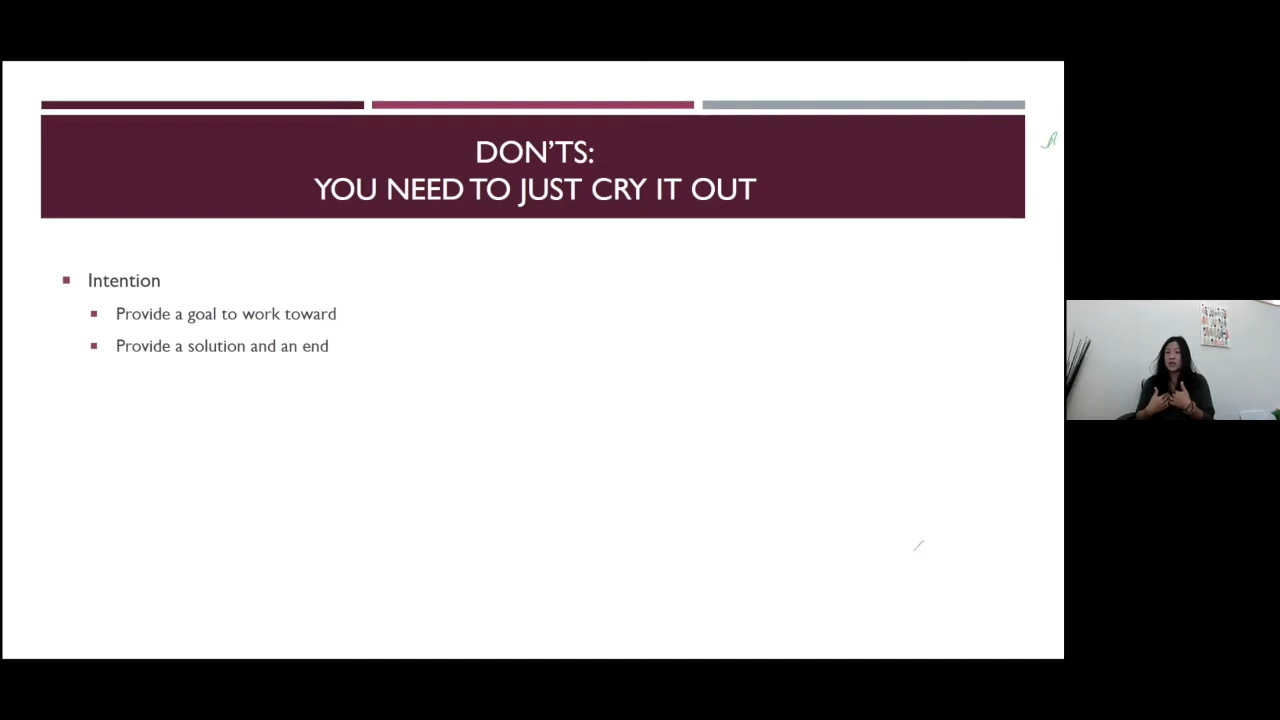 DON'TS:
YOU NEED TO JUST CRY IT OUT
Intention
Provide a goal to work toward
Provide a solution and an end